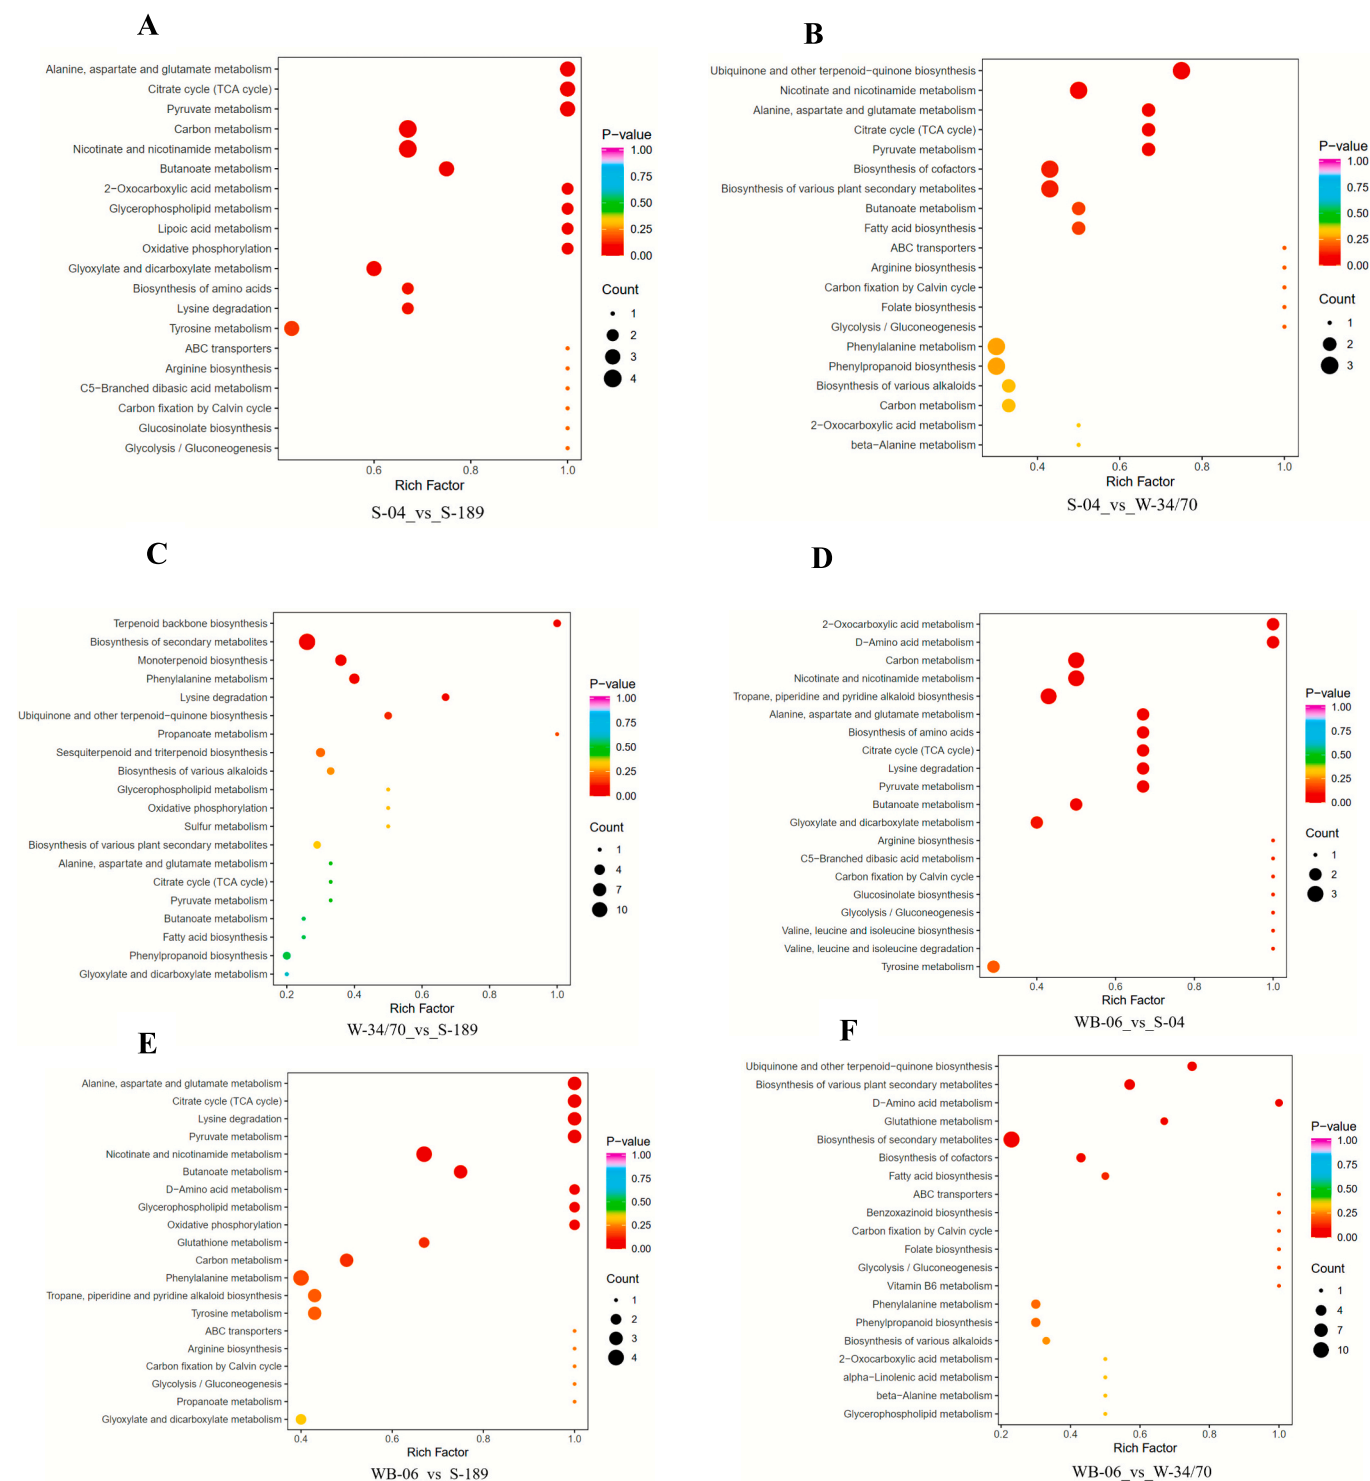 A
Alanine, aspartate and glutamate metabolism
Citrate cycle (TCA cycle)
Pyruvate metabolism
Carbon metabolism
Nicotinate and nicotinamide metabolism
Butanoate metabolism
2−Oxocarboxylic acid metabolism
Glycerophospholipid metabolism
Lipoic acid metabolism
Oxidative phosphorylation
Glyoxylate and dicarboxylate metabolism
Biosynthesis of amino acids
Lysine degradation
Tyrosine metabolism
ABC transporters
Arginine biosynthesis
C5−Branched dibasic acid metabolism
Carbon fixation by Calvin cycle
Glucosinolate biosynthesis
Glycolysis / Gluconeogenesis
0.6 0.8 1.0
Rich Factor
S-04_vs_S-189
P−value
1.00
0.75
0.50
0.25
0.00
Count
1
2
3
4
B
Ubiquinone and other terpenoid−quinone biosynthesis
Nicotinate and nicotinamide metabolism
Alanine, aspartate and glutamate metabolism
Citrate cycle (TCA cycle)
Pyruvate metabolism
Biosynthesis of cofactors
Biosynthesis of various plant secondary metabolites
Butanoate metabolism
Fatty acid biosynthesis
ABC transporters
Arginine biosynthesis
Carbon fixation by Calvin cycle
Folate biosynthesis
Glycolysis / Gluconeogenesis
Phenylalanine metabolism
Phenylpropanoid biosynthesis
Biosynthesis of various alkaloids
Carbon metabolism
2−Oxocarboxylic acid metabolism
beta−Alanine metabolism
0.4 0.6 0.8 1.0
Rich Factor
S-04_vs_W-34/70
P−value
1.00
0.75
0.50
0.25
0.00
Count
1
2
3
C
Terpenoid backbone biosynthesis
Biosynthesis of secondary metabolites
Monoterpenoid biosynthesis
Phenylalanine metabolism
Lysine degradation
Ubiquinone and other terpenoid−quinone biosynthesis
Propanoate metabolism
Sesquiterpenoid and triterpenoid biosynthesis
Biosynthesis of various alkaloids
Glycerophospholipid metabolism
Oxidative phosphorylation
Sulfur metabolism
Biosynthesis of various plant secondary metabolites
Alanine, aspartate and glutamate metabolism
Citrate cycle (TCA cycle)
Pyruvate metabolism
Butanoate metabolism
Fatty acid biosynthesis
Phenylpropanoid biosynthesis
Glyoxylate and dicarboxylate metabolism
0.2 0.4 0.6 0.8 1.0
Rich Factor
W-34/70_vs_S-189
P−value
1.00
0.75
0.50
0.25
0.00
Count
1
4
7
10
D
2−Oxocarboxylic acid metabolism
D−Amino acid metabolism
Carbon metabolism
Nicotinate and nicotinamide metabolism
Tropane, piperidine and pyridine alkaloid biosynthesis
Alanine, aspartate and glutamate metabolism
Biosynthesis of amino acids
Citrate cycle (TCA cycle)
Lysine degradation
Pyruvate metabolism
Butanoate metabolism
Glyoxylate and dicarboxylate metabolism
Arginine biosynthesis
C5−Branched dibasic acid metabolism
Carbon fixation by Calvin cycle
Glucosinolate biosynthesis
Glycolysis / Gluconeogenesis
Valine, leucine and isoleucine biosynthesis
Valine, leucine and isoleucine degradation
Tyrosine metabolism
0.4 0.6 0.8 1.0
Rich Factor
WB-06_vs_S-04
P−value
1.00
0.75
0.50
0.25
0.00
Count
1
2
3
E
Alanine, aspartate and glutamate metabolism
Citrate cycle (TCA cycle)
Lysine degradation
Pyruvate metabolism
Nicotinate and nicotinamide metabolism
Butanoate metabolism
D−Amino acid metabolism
Glycerophospholipid metabolism
Oxidative phosphorylation
Glutathione metabolism
Carbon metabolism
Phenylalanine metabolism
Tropane, piperidine and pyridine alkaloid biosynthesis
Tyrosine metabolism
ABC transporters
Arginine biosynthesis
Carbon fixation by Calvin cycle
Glycolysis / Gluconeogenesis
Propanoate metabolism
Glyoxylate and dicarboxylate metabolism
0.4 0.6 0.8 1.0
Rich Factor
WB-06_vs_S-189
P−value
1.00
0.75
0.50
0.25
0.00
Count
1
2
3
4
F
Ubiquinone and other terpenoid−quinone biosynthesis
Biosynthesis of various plant secondary metabolites
D−Amino acid metabolism
Glutathione metabolism
Biosynthesis of secondary metabolites
Biosynthesis of cofactors
Fatty acid biosynthesis
ABC transporters
Benzoxazinoid biosynthesis
Carbon fixation by Calvin cycle
Folate biosynthesis
Glycolysis / Gluconeogenesis
Vitamin B6 metabolism
Phenylalanine metabolism
Phenylpropanoid biosynthesis
Biosynthesis of various alkaloids
2−Oxocarboxylic acid metabolism
alpha−Linolenic acid metabolism
beta−Alanine metabolism
Glycerophospholipid metabolism
0.2 0.4 0.6 0.8 1.0
Rich Factor
WB-06_vs_W-34/70
P−value
1.00
0.75
0.50
0.25
0.00
Count
1
4
7
10